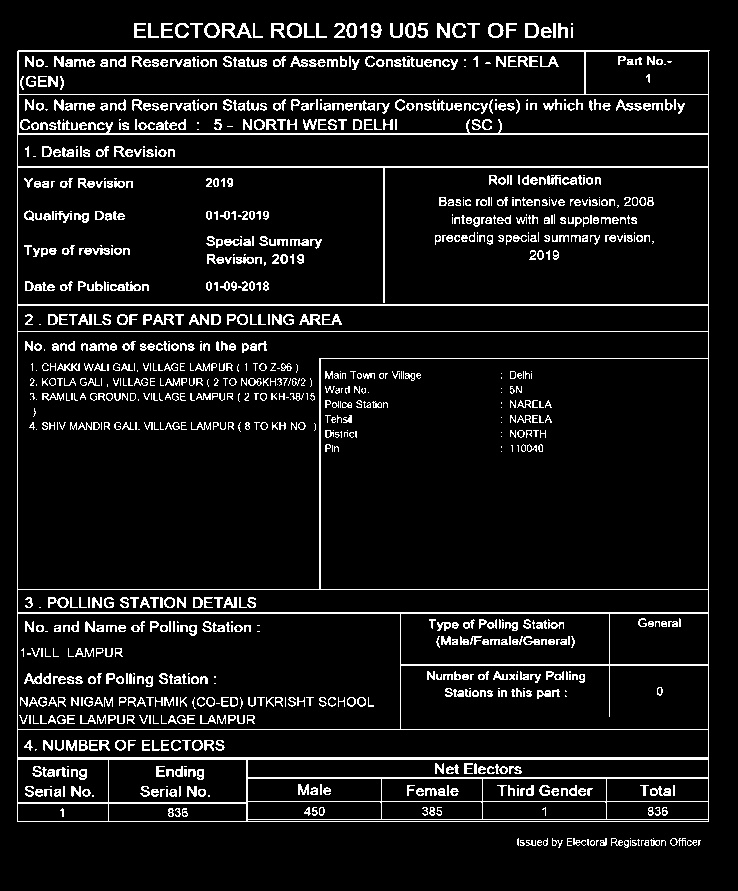 ELECTORAL ROLL 2019 U05 NCT OF Delhi
No. Name and Reservation Status of Assembly Constituency : 1 - NERELA
(GEN)
Part No.-
1
No. Name and Reservation Status of Parliamentary Constituency(ies) in which the Assembly
Constituency is located : 5 - NORTH WEST DELHI (SC )
1. Details of Revision
Year of Revision 2019
Qualifying Date 01-01-2019
Type of revision Special Summary
Revision, 2019
Date of Publication 01-09-2018
Roll Identification
Basic roll of intensive revision, 2008
integrated with all supplements
preceding special summary revision,
2019
2 . DETAILS OF PART AND POLLING AREA
No. and name of sections in the part
1. CHAKKI WALI GALI, VILLAGE LAMPUR ( 1 TO Z-96 )
2. KOTLA GALI , VILLAGE LAMPUR ( 2 TO NO6KH37/6/2 )
3. RAMLILA GROUND, VILLAGE LAMPUR ( 2 TO KH-38/15
)
4. SHIV MANDIR GALI, VILLAGE LAMPUR ( 8 TO KH NO )
Main Town or Village : Delhi
Ward No. : 5N
Police Station : NARELA
Tehsil : NARELA
District : NORTH
Pin : 110040
3 . POLLING STATION DETAILS
No. and Name of Polling Station :
1-VILL LAMPUR
Address of Polling Station :
NAGAR NIGAM PRATHMIK (CO-ED) UTKRISHT SCHOOL
VILLAGE LAMPUR VILLAGE LAMPUR
Type of Polling Station General
(Male/Female/General)
Number of Auxilary Polling
Stations in this part : 0
4. NUMBER OF ELECTORS
Starting
Serial No.
Ending
Serial No.
Net Electors
Male Female Third Gender Total
1 836 450 385 1 836
Issued by Electoral Registration Officer